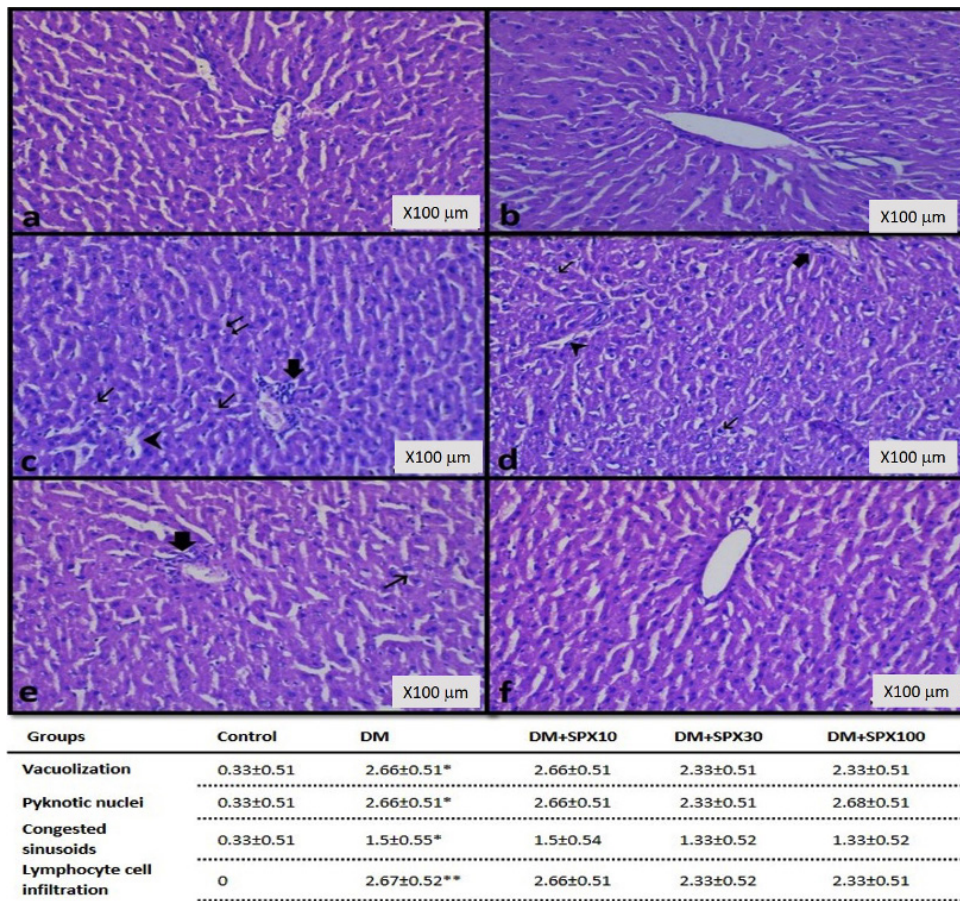 X100 μm
a
X100 μm
b
X100 μm
c
X100 μm
d
X100 μm
e
X100 μm
f
Groups Control DM DM+SPX10 DM+SPX30 DM+SPX100
Vacuolization 0.33±0.51 2.66±0.51* 2.66±0.51 2.33±0.51 2.33±0.51
Pyknotic nuclei 0.33±0.51 2.66±0.51* 2.66±0.51 2.33±0.51 2.68±0.51
Congested
sinusoids 0.33±0.51 1.5±0.55* 1.5±0.54 1.33±0.52 1.33±0.52
Lymphocyte cell
infiltration 0 2.67±0.52** 2.66±0.51 2.33±0.52 2.33±0.51